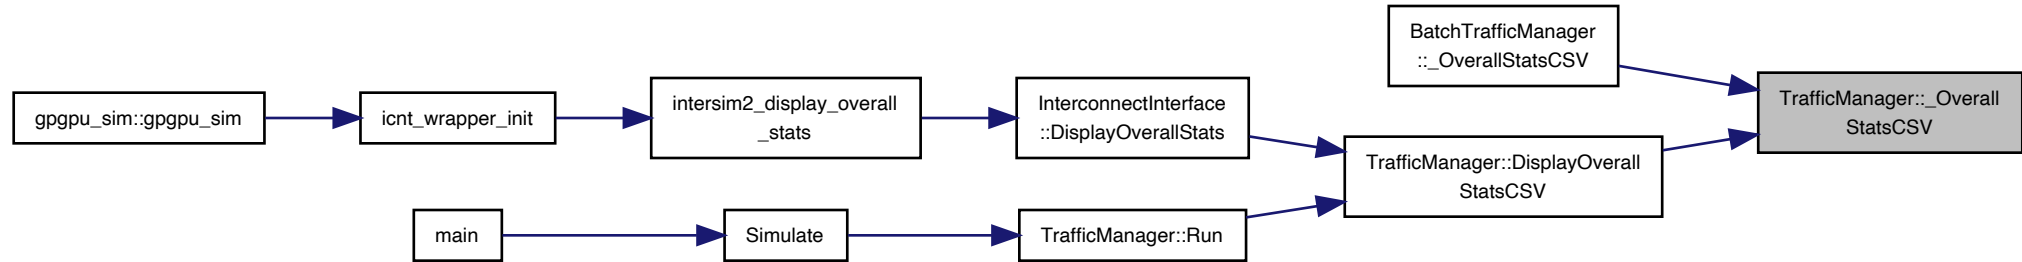 BatchTrafficManager
::_OverallStatsCSV
TrafficManager::_Overall
StatsCSV
gpgpu_sim::gpgpu_sim
icnt_wrapper_init
intersim2_display_overall
_stats
InterconnectInterface
::DisplayOverallStats
TrafficManager::DisplayOverall
StatsCSV
main
Simulate
TrafficManager::Run